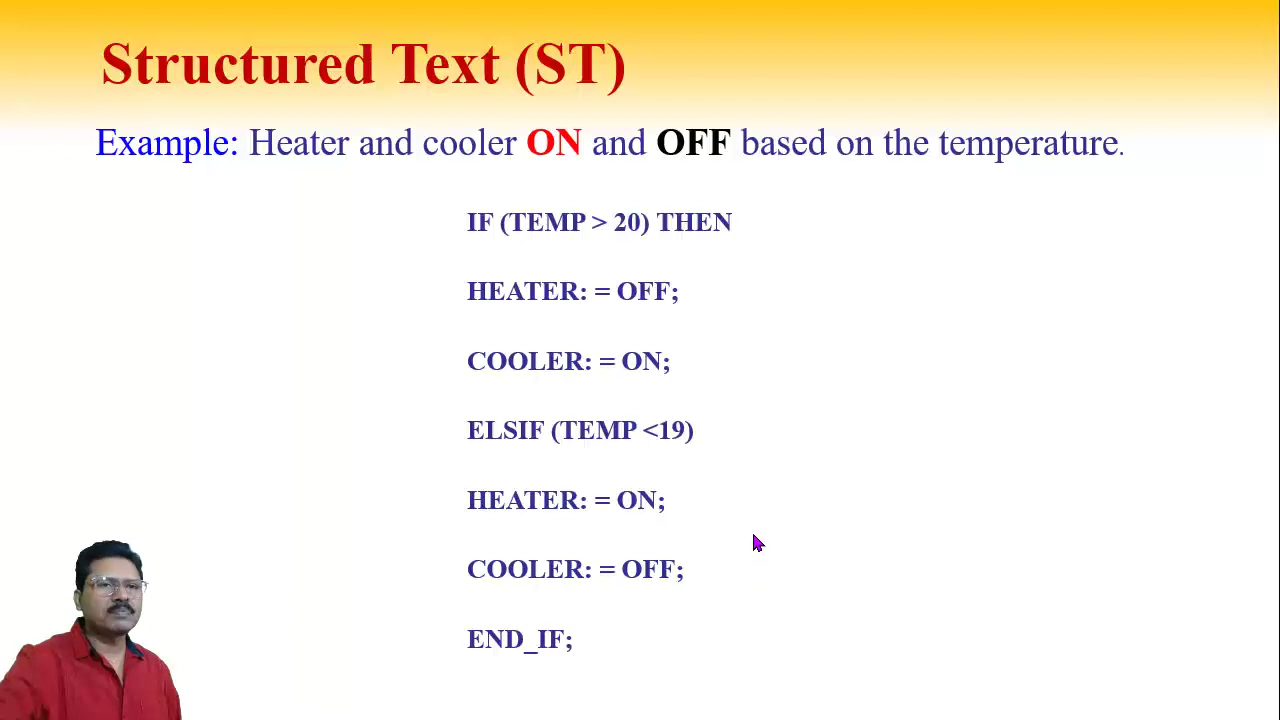 Structured Text (ST)
Example: Heater and cooler ON and OFF based on the temperature.
IF (TEMP > 20) THEN
HEATER: = OFF;
COOLER: = ON;
ELSIF (TEMP <19)
HEATER: = ON;
COOLER: = OFF;
END_IF;